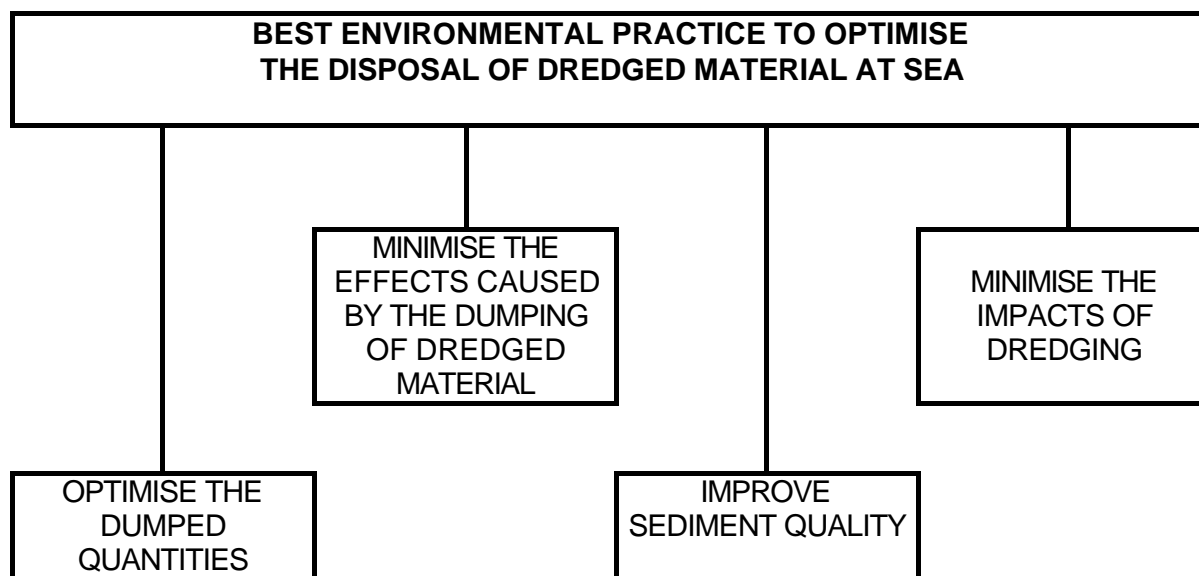 BEST ENVIRONMENTAL PRACTICE TO OPTIMISE
THE DISPOSAL OF DREDGED MATERIAL AT SEA
MINIMISE THE
EFFECTS CAUSED
BY THE DUMPING
OF DREDGED
MATERIAL
MINIMISE THE
IMPACTS OF
DREDGING
OPTIMISE THE
DUMPED
QUANTITIES
IMPROVE
SEDIMENT QUALITY